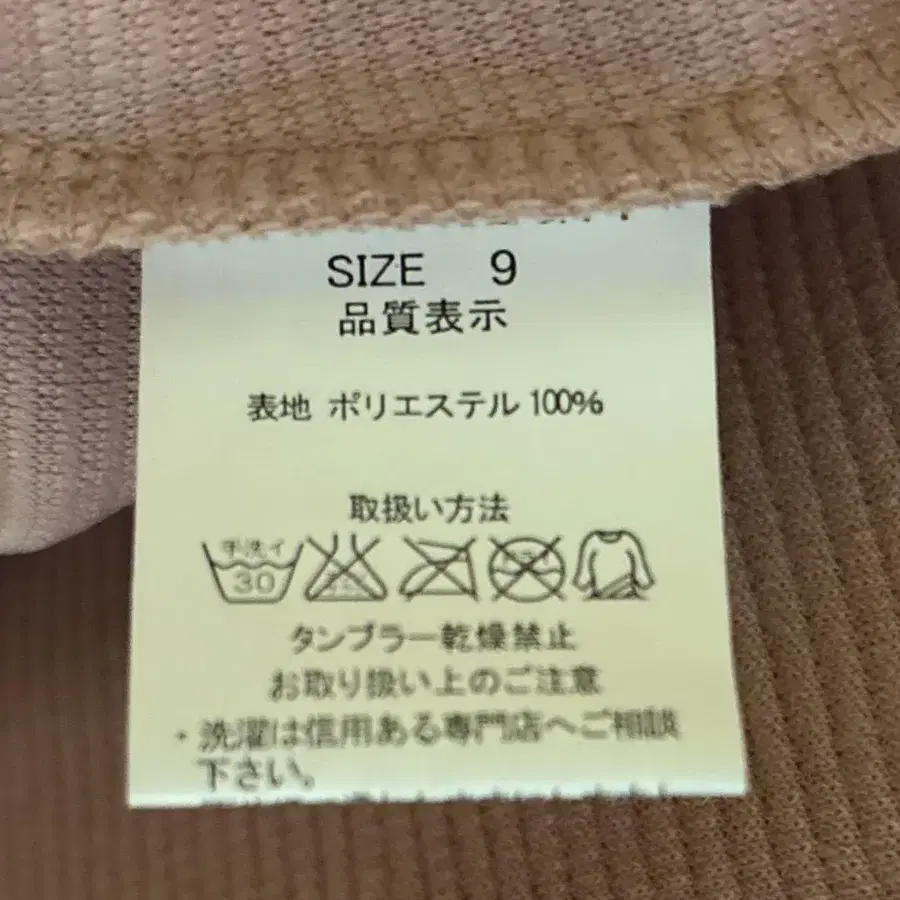 SIZE 9
品質表示
表地 ポリエステル 100%
取扱い方法
手洗イ
30
タンブラー乾燥禁止
お取り扱い上のご注意
・洗濯は信用ある専門店へご相談
下さい。